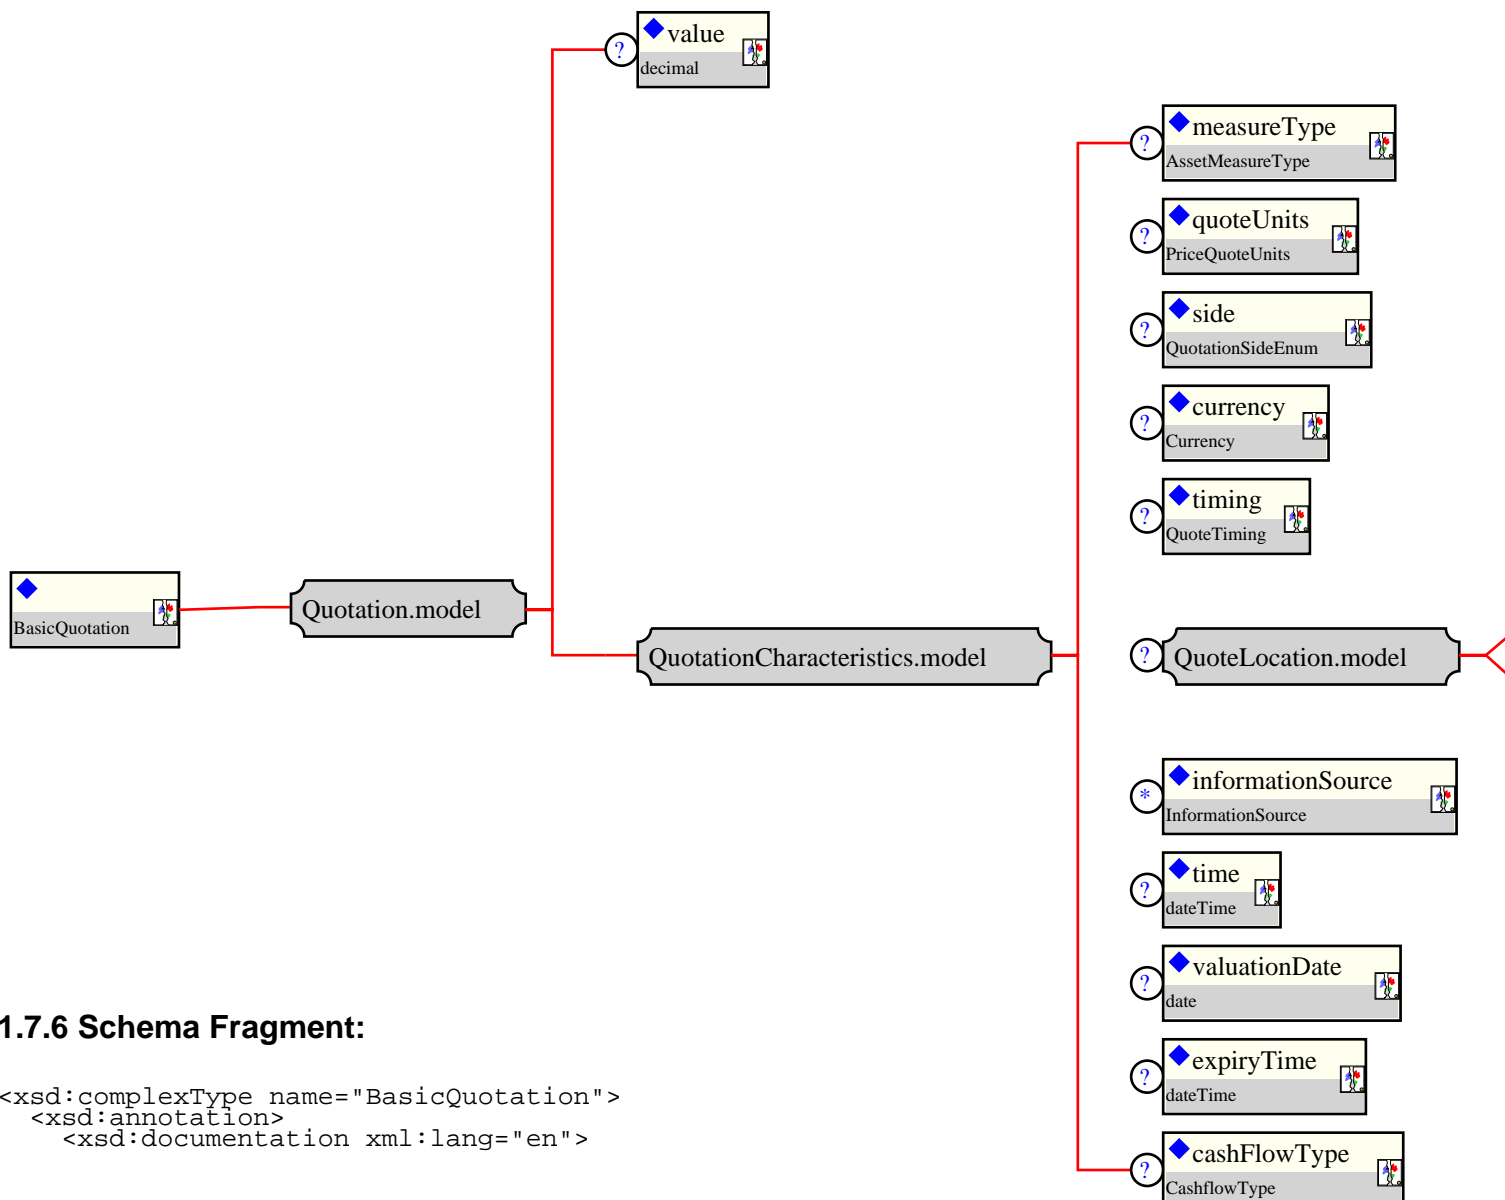 ? value
decimal
? measureType
AssetMeasureType
? quoteUnits
PriceQuoteUnits
? side
QuotationSideEnum
? currency
Currency
? timing
QuoteTiming
BasicQuotation
Quotation.model
QuotationCharacteristics.model
? QuoteLocation.model
* informationSource
InformationSource
? time
dateTime
? valuationDate
date
? expiryTime
dateTime
? cashFlowType
CashflowType
1.7.6 Schema Fragment:
<xsd:complexType name="BasicQuotation">
<xsd:annotation>
<xsd:documentation xml:lang="en">